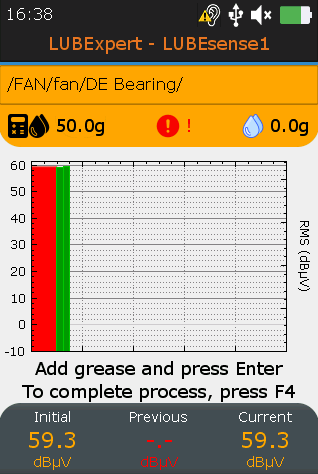 16:38
LUBExpert - LUBEsense1
/FAN/fan/DE Bearing/
50.0g ! ! 0.0g
60
50
40
30
20
10
0
-10
RMS (dBµV)
Add grease and press Enter
To complete process, press F4
Initial Previous Current
59.3 -.- 59.3
dBµV dBµV dBµV